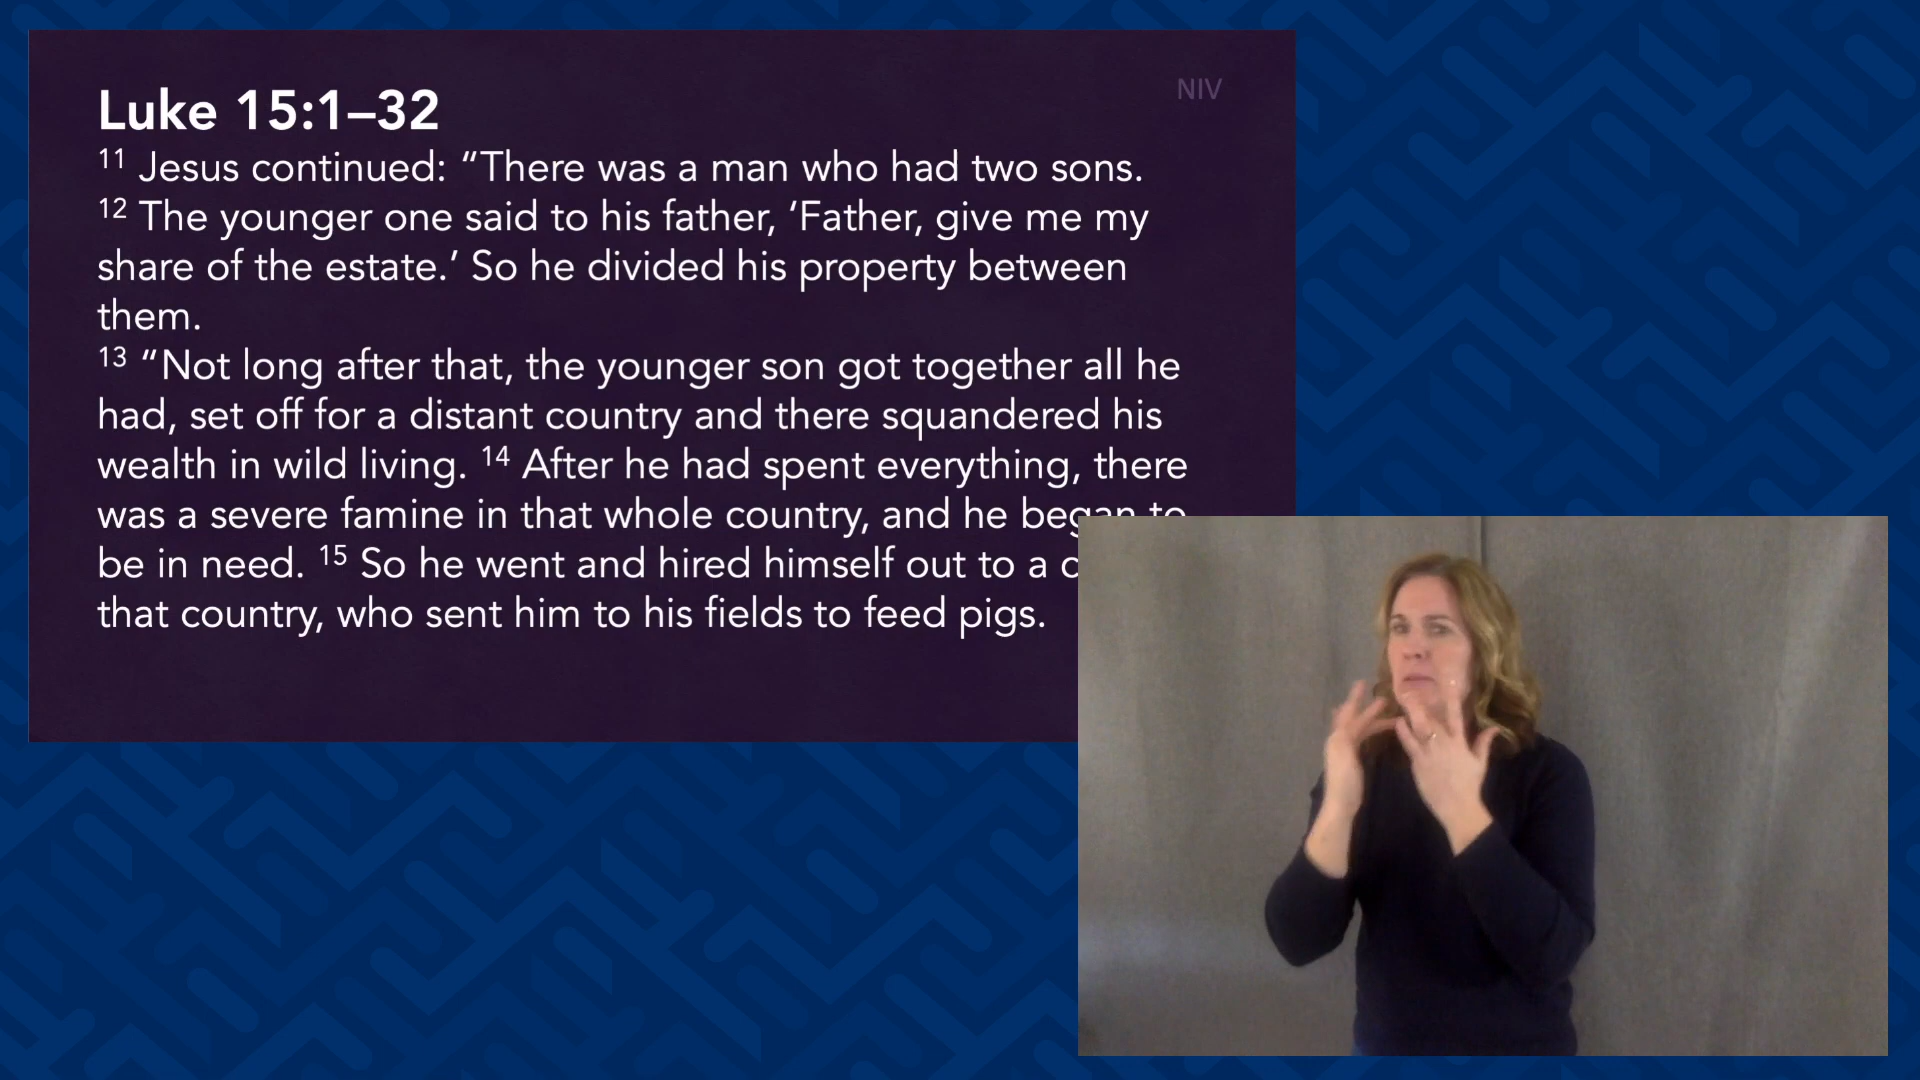 NIV
Luke 15:1–32
11 Jesus continued: “There was a man who had two sons.
12 The younger one said to his father, ‘Father, give me my
share of the estate.’ So he divided his property between
them.
13 “Not long after that, the younger son got together all he
had, set off for a distant country and there squandered his
wealth in wild living. 14 After he had spent everything, there
was a severe famine in that whole country, and he began to
be in need. 15 So he went and hired himself out to a
that country, who sent him to his fields to feed pigs.